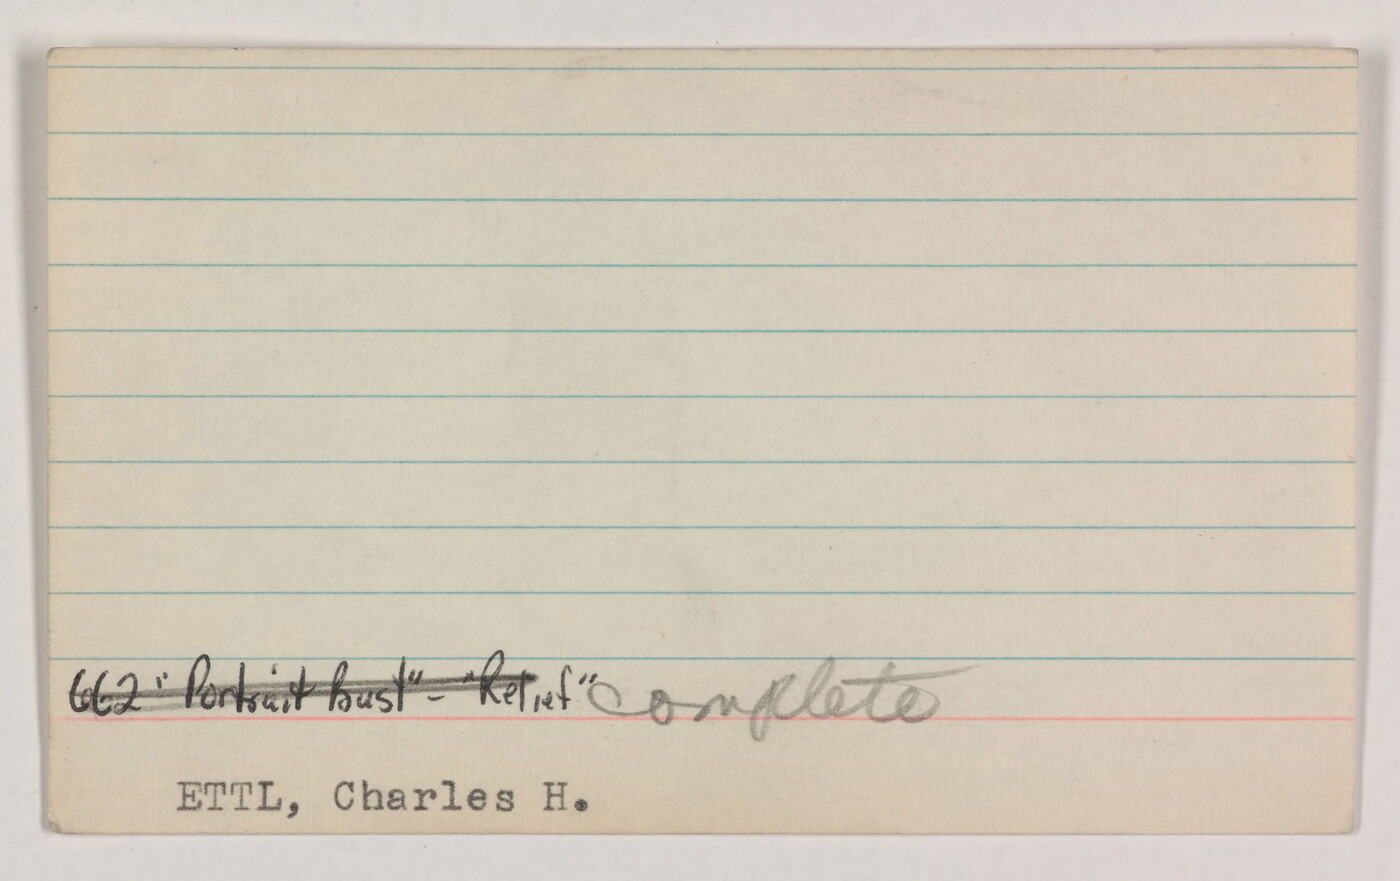 662 "Portrait Bust" - "Relief" complete
ETTL, Charles H.